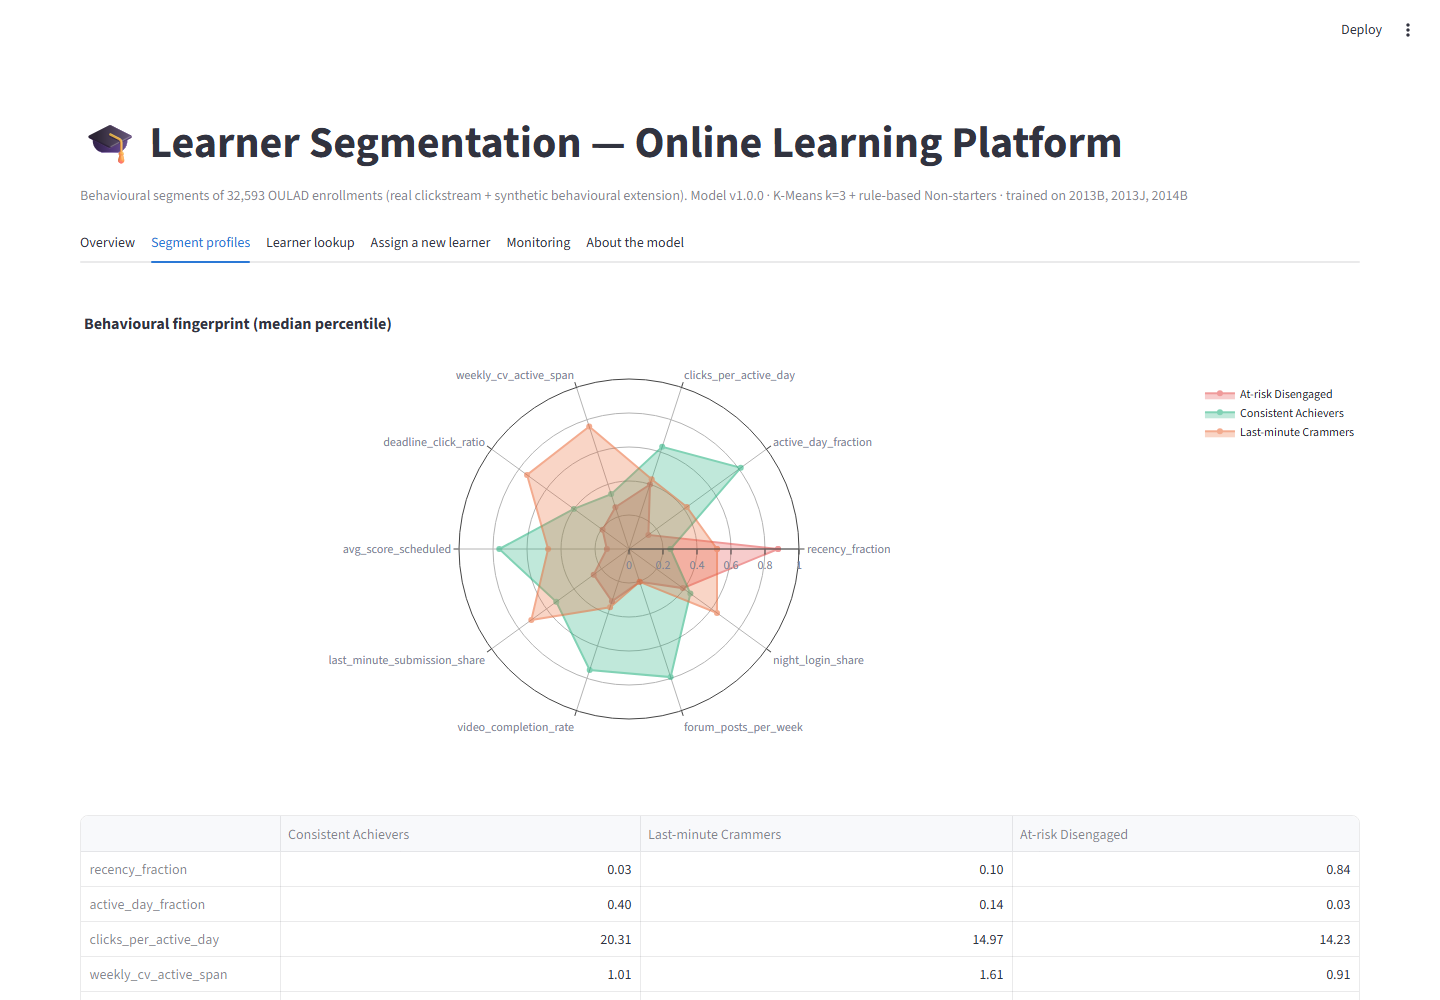 Deploy
Learner Segmentation — Online Learning Platform
Behavioural segments of 32,593 OULAD enrollments (real clickstream + synthetic behavioural extension). Model v1.0.0 · K-Means k=3 + rule-based Non-starters · trained on 2013B, 2013J, 2014B
Overview Segment profiles Learner lookup Assign a new learner Monitoring About the model
Behavioural fingerprint (median percentile)
weekly_cv_active_span clicks_per_active_day
At-risk Disengaged
Consistent Achievers
Last-minute Crammers
deadline_click_ratio active_day_fraction
avg_score_scheduled recency_fraction
0 0.2 0.4 0.6 0.8 1
last_minute_submission_share night_login_share
video_completion_rate forum_posts_per_week
Consistent Achievers Last-minute Crammers At-risk Disengaged
recency_fraction 0.03 0.10 0.84
active_day_fraction 0.40 0.14 0.03
clicks_per_active_day 20.31 14.97 14.23
weekly_cv_active_span 1.01 1.61 0.91